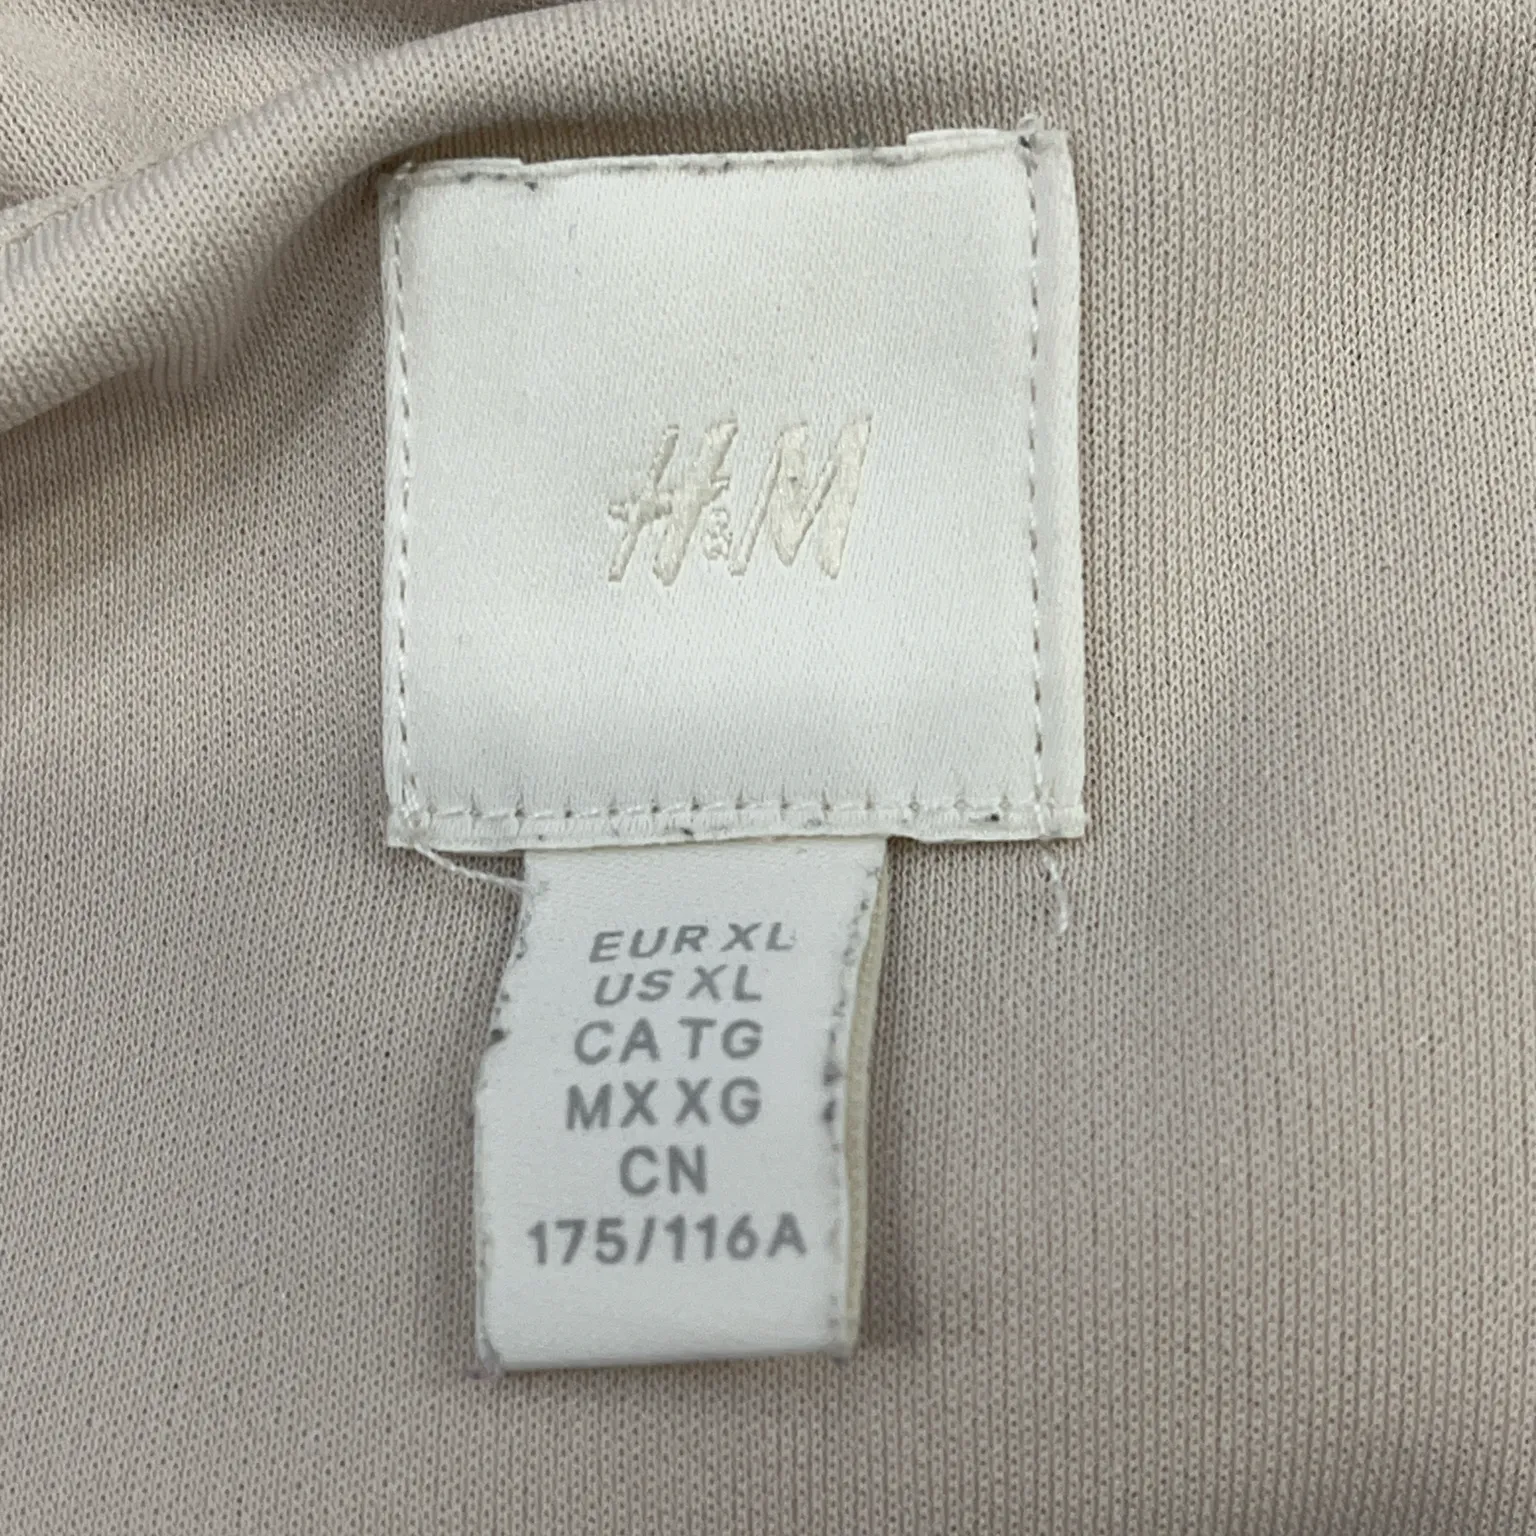 H&M
EUR XL
US XL
CA TG
MX XG
CN
175/116A